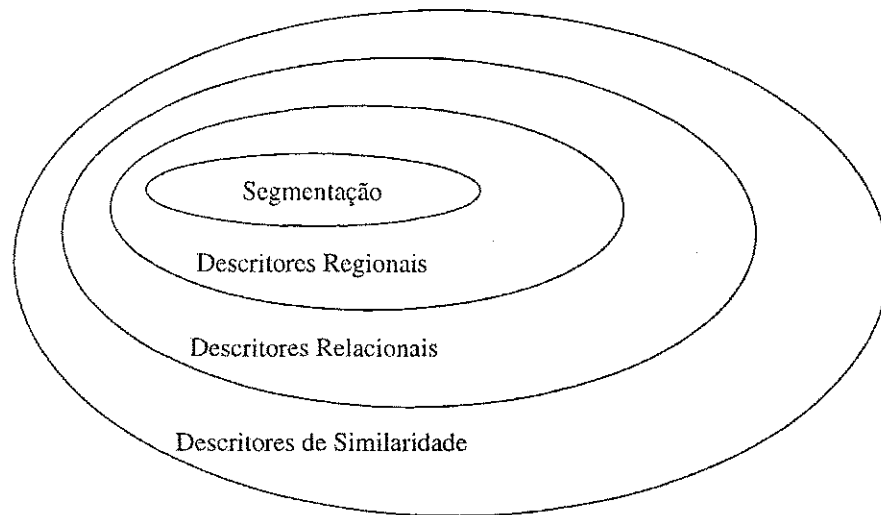 Segmentação
Descritores Regionais
Descritores Relacionais
Descritores de Similaridade